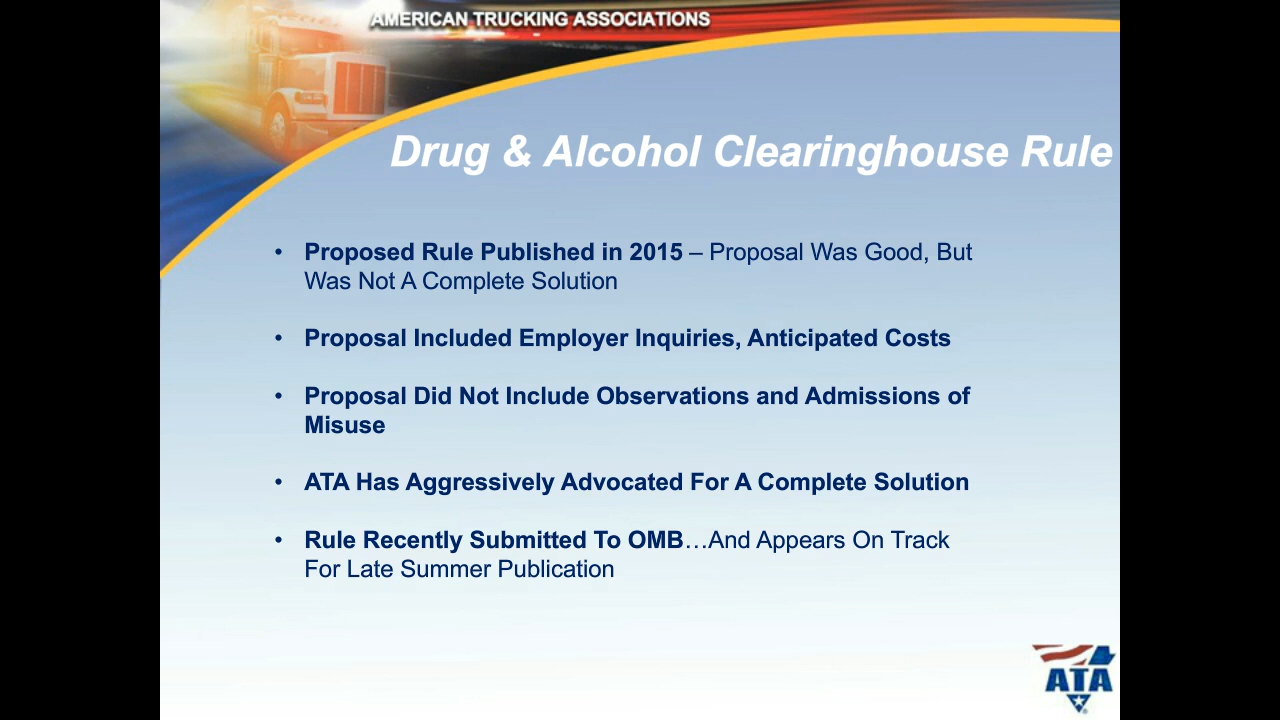 AMERICAN TRUCKING ASSOCIATIONS
Drug & Alcohol Clearinghouse Rule
• Proposed Rule Published in 2015 – Proposal Was Good, But
Was Not A Complete Solution
• Proposal Included Employer Inquiries, Anticipated Costs
• Proposal Did Not Include Observations and Admissions of
Misuse
• ATA Has Aggressively Advocated For A Complete Solution
• Rule Recently Submitted To OMB…And Appears On Track
For Late Summer Publication
ATA